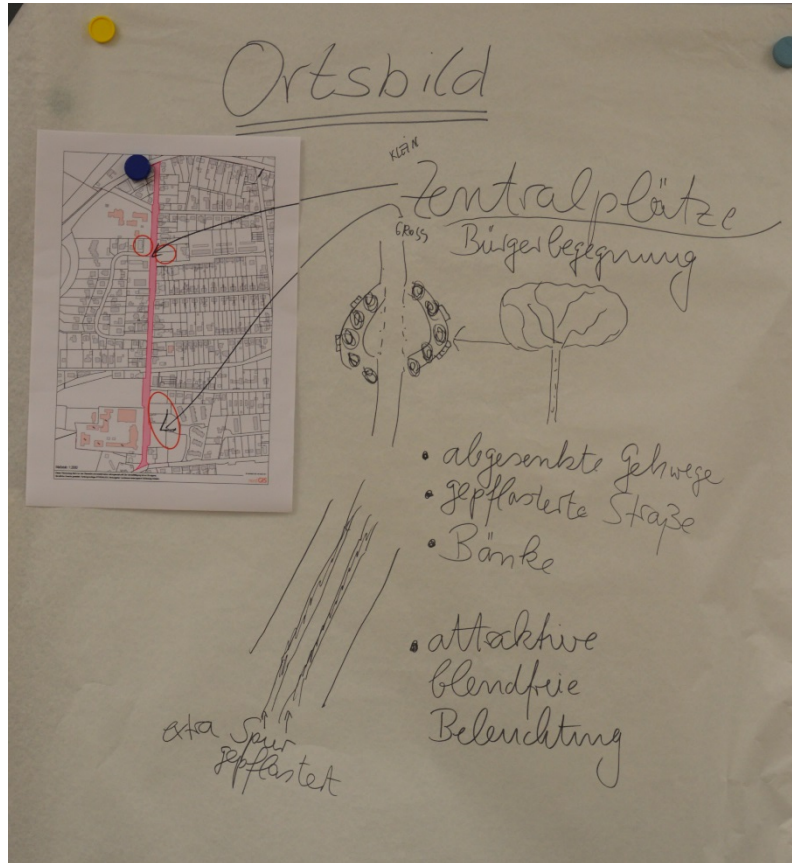 Ortsbild
KLEIN
Zentralplätze
GROSS
Bürgerbegegnung
• abgesenkte Gehwege
• gepflasterte Straße
• Bänke
• attraktive
blendfreie
Beleuchtung
extra Spur
gepflastert